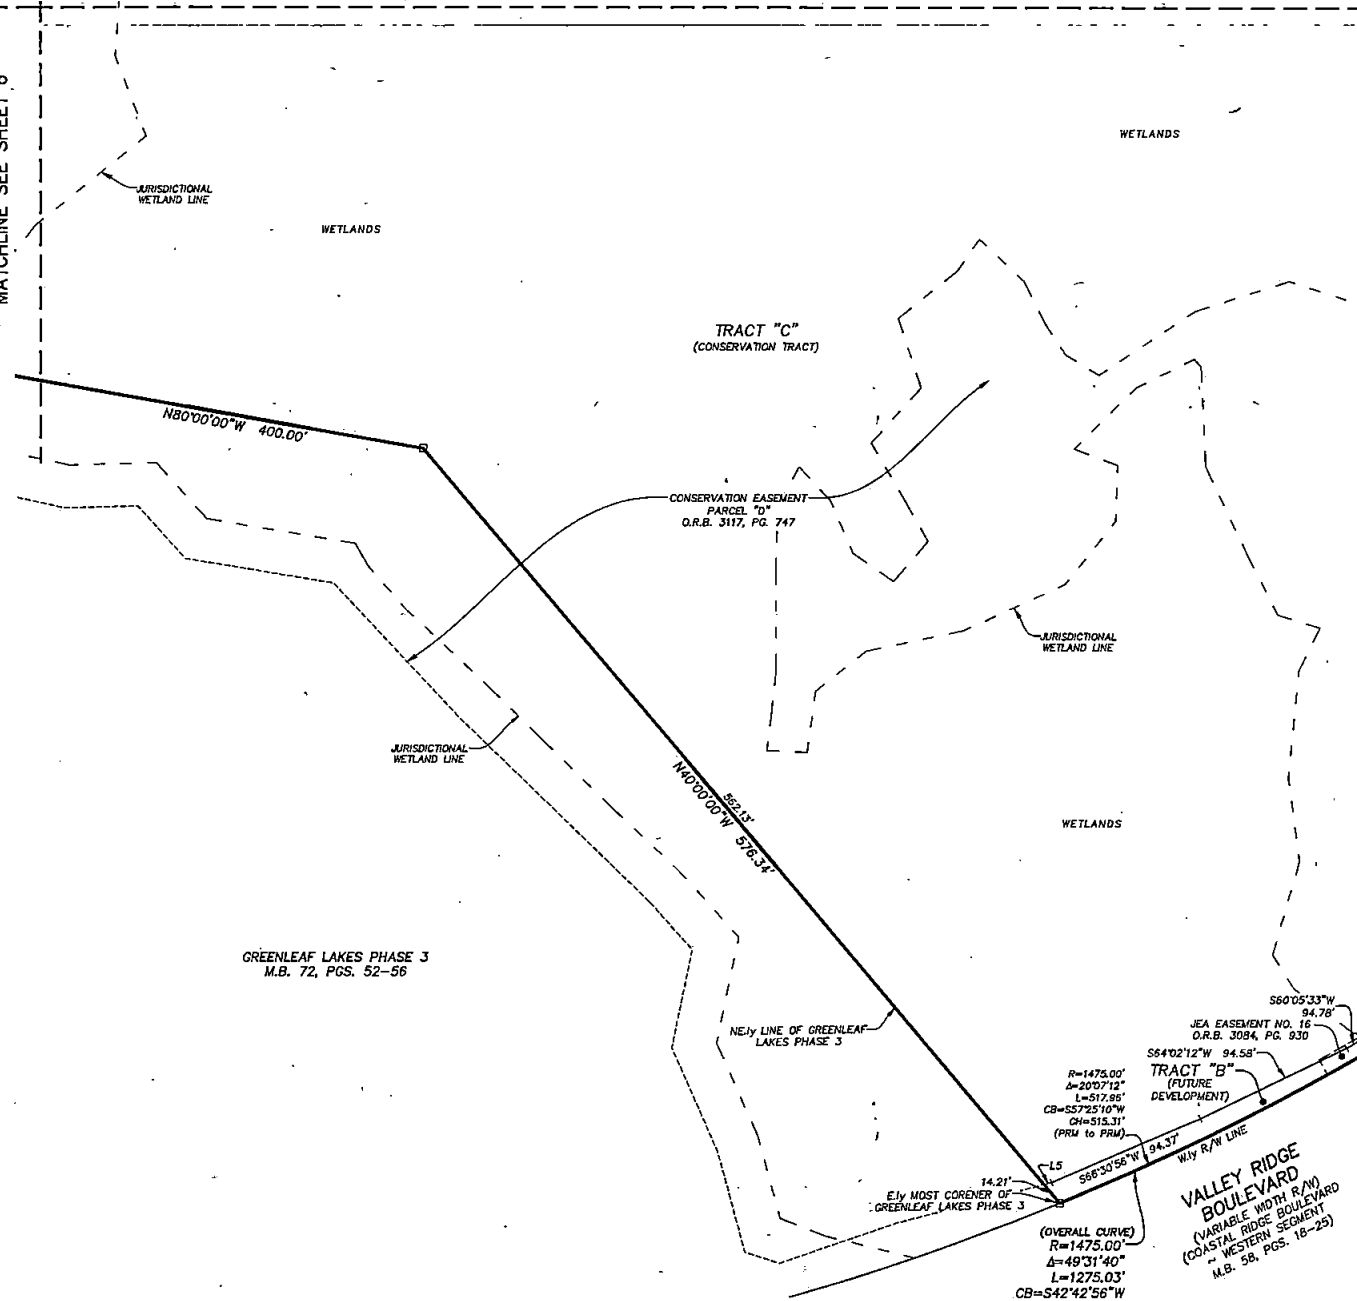 MATCHLINE SEE SHEET 6
WETLANDS
JURISDICTIONAL
WETLAND LINE
WETLANDS
TRACT "C"
(CONSERVATION TRACT)
N80°00'00"W 400.00'
CONSERVATION EASEMENT
PARCEL "D"
O.R.B. 3117, PG. 747
JURISDICTIONAL
WETLAND LINE
JURISDICTIONAL
WETLAND LINE
562.13'
N40°00'00"W 576.34'
WETLANDS
GREENLEAF LAKES PHASE 3
M.B. 72, PGS. 52-56
NE.ly LINE OF GREENLEAF
LAKES PHASE 3
S60°05'33"W
94.78'
JEA EASEMENT NO. 16
O.R.B. 3084, PG. 930
S64°02'12"W 94.58'
TRACT "B"
(FUTURE
DEVELOPMENT)
R=1475.00'
Δ=20°07'12"
L=517.96'
CB=S57°25'10"W
CH=515.31'
(PRM to PRM)
L5
S66°30'56"W 94.37'
W.ly R/W LINE
14.21'
E.ly MOST CORENER OF
GREENLEAF LAKES PHASE 3
VALLEY RIDGE
BOULEVARD
(VARIABLE WIDTH R/W)
(COASTAL RIDGE BOULEVARD
~ WESTERN SEGMENT
M.B. 58, PGS. 18-25)
(OVERALL CURVE)
R=1475.00'
Δ=49°31'40"
L=1275.03'
CB=S42°42'56"W